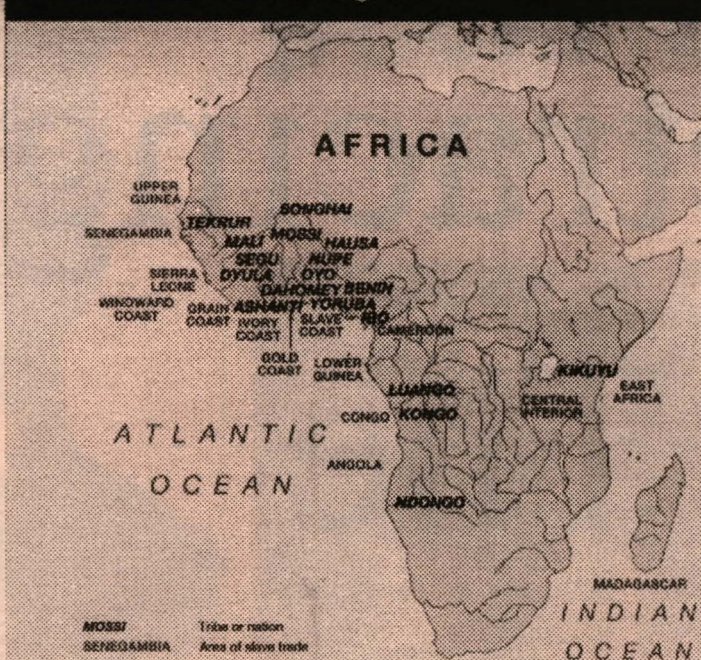 AFRICA
UPPER
GUINEA
SONGHAI
TEKRUR
SENEGAMBIA
MALI
MOSSI
HAUSA
SEGU
NUPE
SIERRA
LEONE
DYULA
OYO
DAHOMEY
BENIN
WINDWARD
COAST
GRAIN
COAST
ASHANTI
YORUBA
IVORY
COAST
SLAVE
COAST
IBO
CAMEROON
GOLD
COAST
LOWER
GUINEA
KIKUYU
EAST
AFRICA
LUANGO
CENTRAL
INTERIOR
CONGO
KONGO
ATLANTIC
OCEAN
ANGOLA
NDONGO
MADAGASCAR
INDIAN
OCEAN
MOSSI Tribe or nation
SENEGAMBIA Area of slave trade